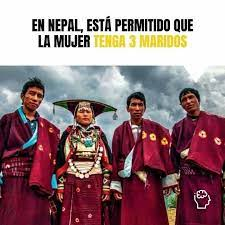 EN NEPAL, ESTÁ PERMITIDO QUE
LA MUJER TENGA 3 MARIDOS